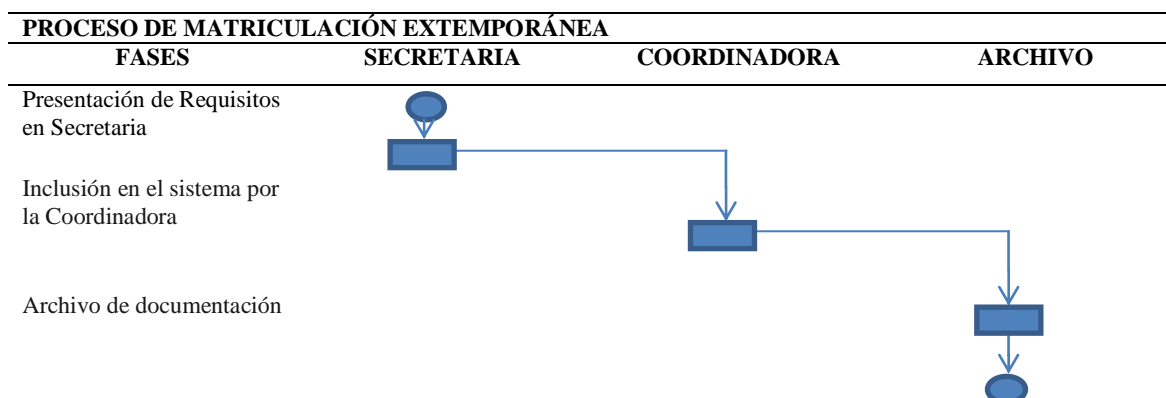 PROCESO DE MATRICULACIÓN EXTEMPORÁNEA
FASES SECRETARIA COORDINADORA ARCHIVO
Presentación de Requisitos
en Secretaria
Inclusión en el sistema por
la Coordinadora
Archivo de documentación